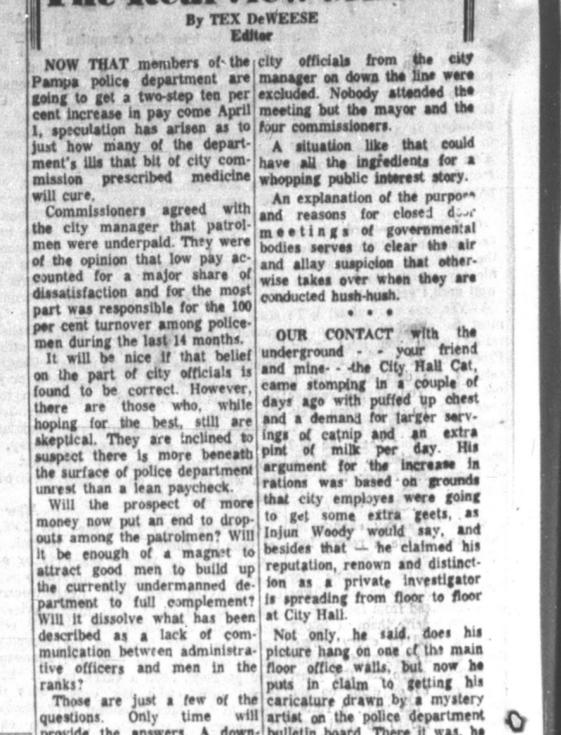 By TEX DeWEESE
Editor
NOW THAT members of the
Pampa police department are
going to get a two-step ten per
cent increase in pay come April
1, speculation has arisen as to
just how many of the depart-
ment's ills that bit of city com-
mission prescribed medicine
will cure.
Commissioners agreed with
the city manager that patrol-
men were underpaid. They were
of the opinion that low pay ac-
counted for a major share of
dissatisfaction and for the most
part was responsible for the 100
per cent turnover among police-
men during the last 14 months.
It will be nice if that belief
on the part of city officials is
found to be correct. However,
there are those who, while
hoping for the best, still are
skeptical. They are inclined to
suspect there is more beneath
the surface of police department
unrest than a lean paycheck.
Will the prospect of more
money now put an end to drop-
outs among the patrolmen? Will
it be enough of a magnet to
attract good men to build up
the currently undermanned de-
partment to full complement?
Will it dissolve what has been
described as a lack of com-
munication between administra-
tive officers and men in the
ranks?
Those are just a few of the
questions. Only time will
provide the answers. A down-
city officials from the city
manager on down the line were
excluded. Nobody attended the
meeting but the mayor and the
four commissioners.
A situation like that could
have all the ingredients for a
whopping public interest story.
An explanation of the purpose
and reasons for closed door
meetings of governmental
bodies serves to clear the air
and allay suspicion that other-
wise takes over when they are
conducted hush-hush.
* * *
OUR CONTACT with the
underground - - your friend
and mine- - -the City Hall Cat,
came stomping in a couple of
days ago with puffed up chest
and a demand for larger serv-
ings of catnip and an extra
pint of milk per day. His
argument for the increase in
rations was based on grounds
that city employes were going
to get some extra geets, as
Injun Woody would say, and
besides that — he claimed his
reputation, renown and distinct-
ion as a private investigator
is spreading from floor to floor
at City Hall.
Not only, he said, does his
picture hang on one of the main
floor office walls, but now he
puts in claim to getting his
caricature drawn by a mystery
artist on the police department
bulletin board. There it was, he